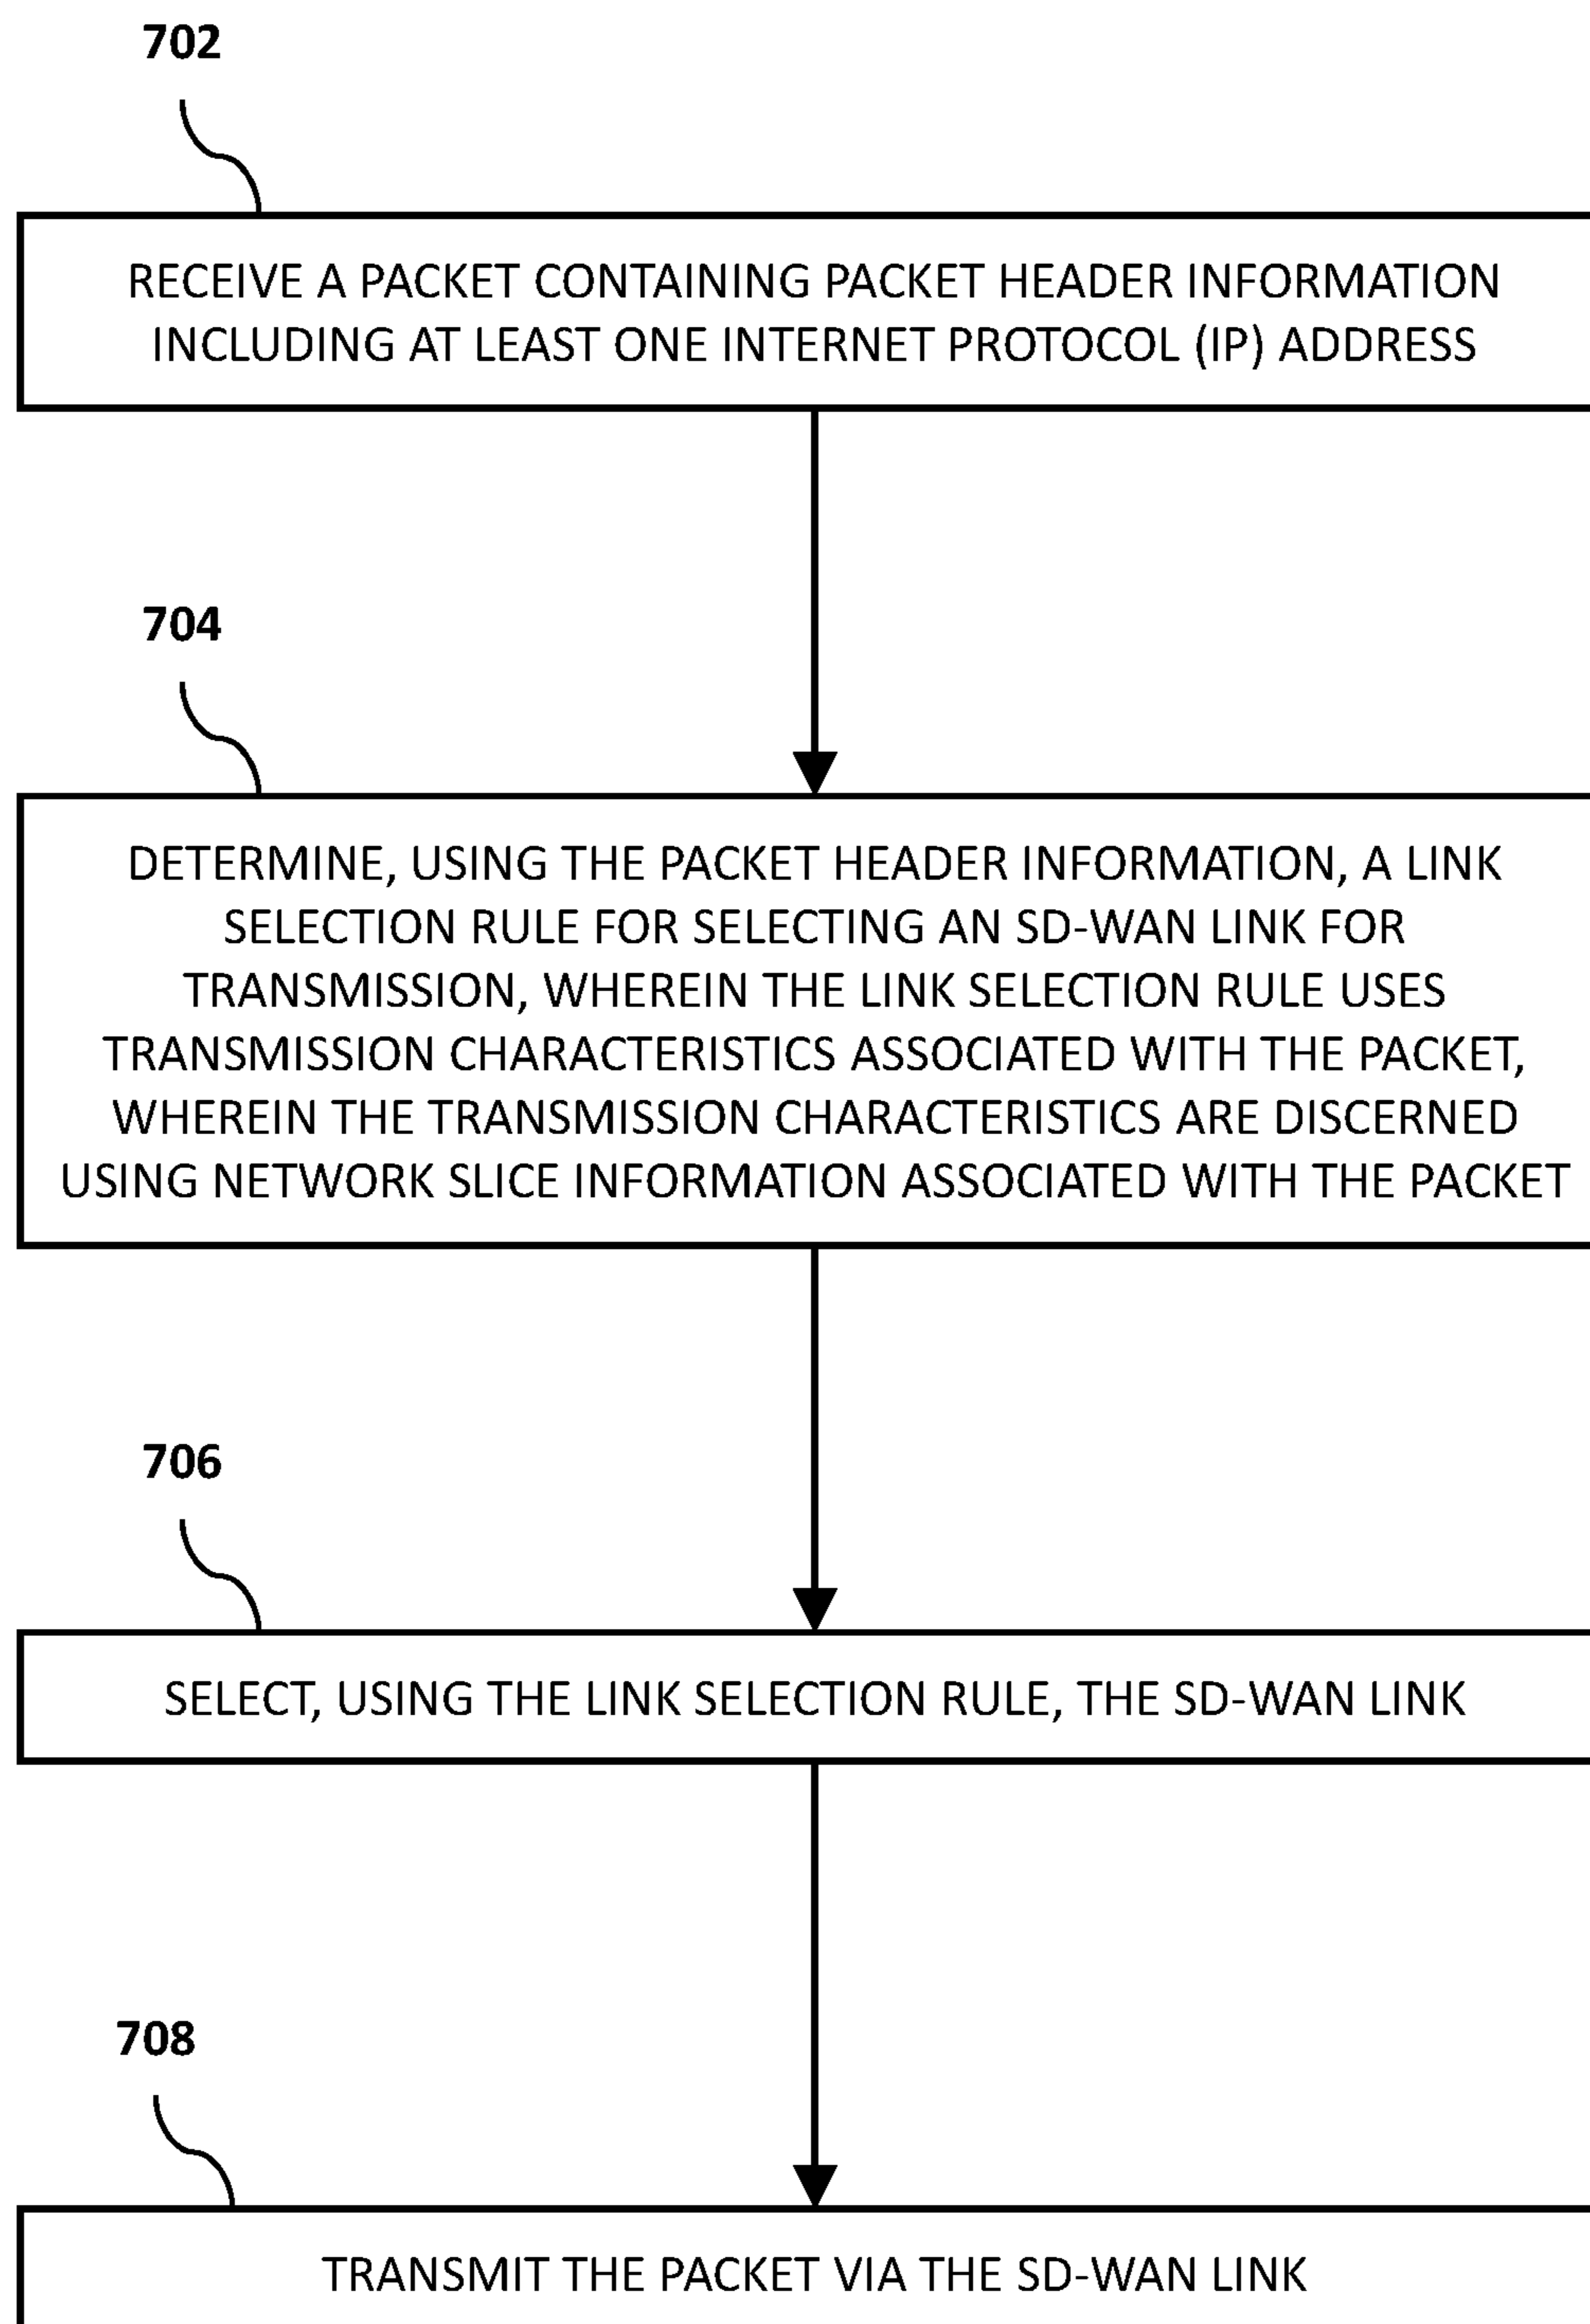 702
RECEIVE A PACKET CONTAINING PACKET HEADER INFORMATION
INCLUDING AT LEAST ONE INTERNET PROTOCOL (IP) ADDRESS
704
DETERMINE, USING THE PACKET HEADER INFORMATION, A LINK
SELECTION RULE FOR SELECTING AN SD-WAN LINK FOR
TRANSMISSION, WHEREIN THE LINK SELECTION RULE USES
TRANSMISSION CHARACTERISTICS ASSOCIATED WITH THE PACKET,
WHEREIN THE TRANSMISSION CHARACTERISTICS ARE DISCERNED
USING NETWORK SLICE INFORMATION ASSOCIATED WITH THE PACKET
706
SELECT, USING THE LINK SELECTION RULE, THE SD-WAN LINK
708
TRANSMIT THE PACKET VIA THE SD-WAN LINK